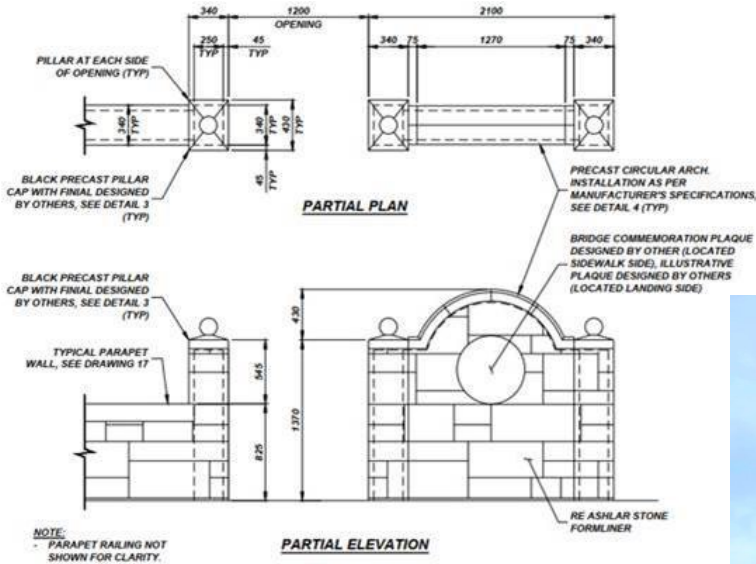 340
1200
OPENING
2100
250
TYP
45
TYP
340
75
1270
75
340
PILLAR AT EACH SIDE
OF OPENING (TYP)
340
TYP
340
TYP
430
TYP
45
TYP
BLACK PRECAST PILLAR
CAP WITH FINIAL DESIGNED
BY OTHERS, SEE DETAIL 3
(TYP)
PARTIAL PLAN
PRECAST CIRCULAR ARCH.
INSTALLATION AS PER
MANUFACTURER'S SPECIFICATIONS,
SEE DETAIL 4 (TYP)
BRIDGE COMMEMORATION PLAQUE
DESIGNED BY OTHER (LOCATED
SIDEWALK SIDE), ILLUSTRATIVE
PLAQUE DESIGNED BY OTHERS
(LOCATED LANDING SIDE)
BLACK PRECAST PILLAR
CAP WITH FINIAL DESIGNED
BY OTHERS, SEE DETAIL 3
(TYP)
TYPICAL PARAPET
WALL, SEE DRAWING 17
430
545
1370
825
RE ASHLAR STONE
FORMLINER
NOTE:
- PARAPET RAILING NOT
SHOWN FOR CLARITY.
PARTIAL ELEVATION